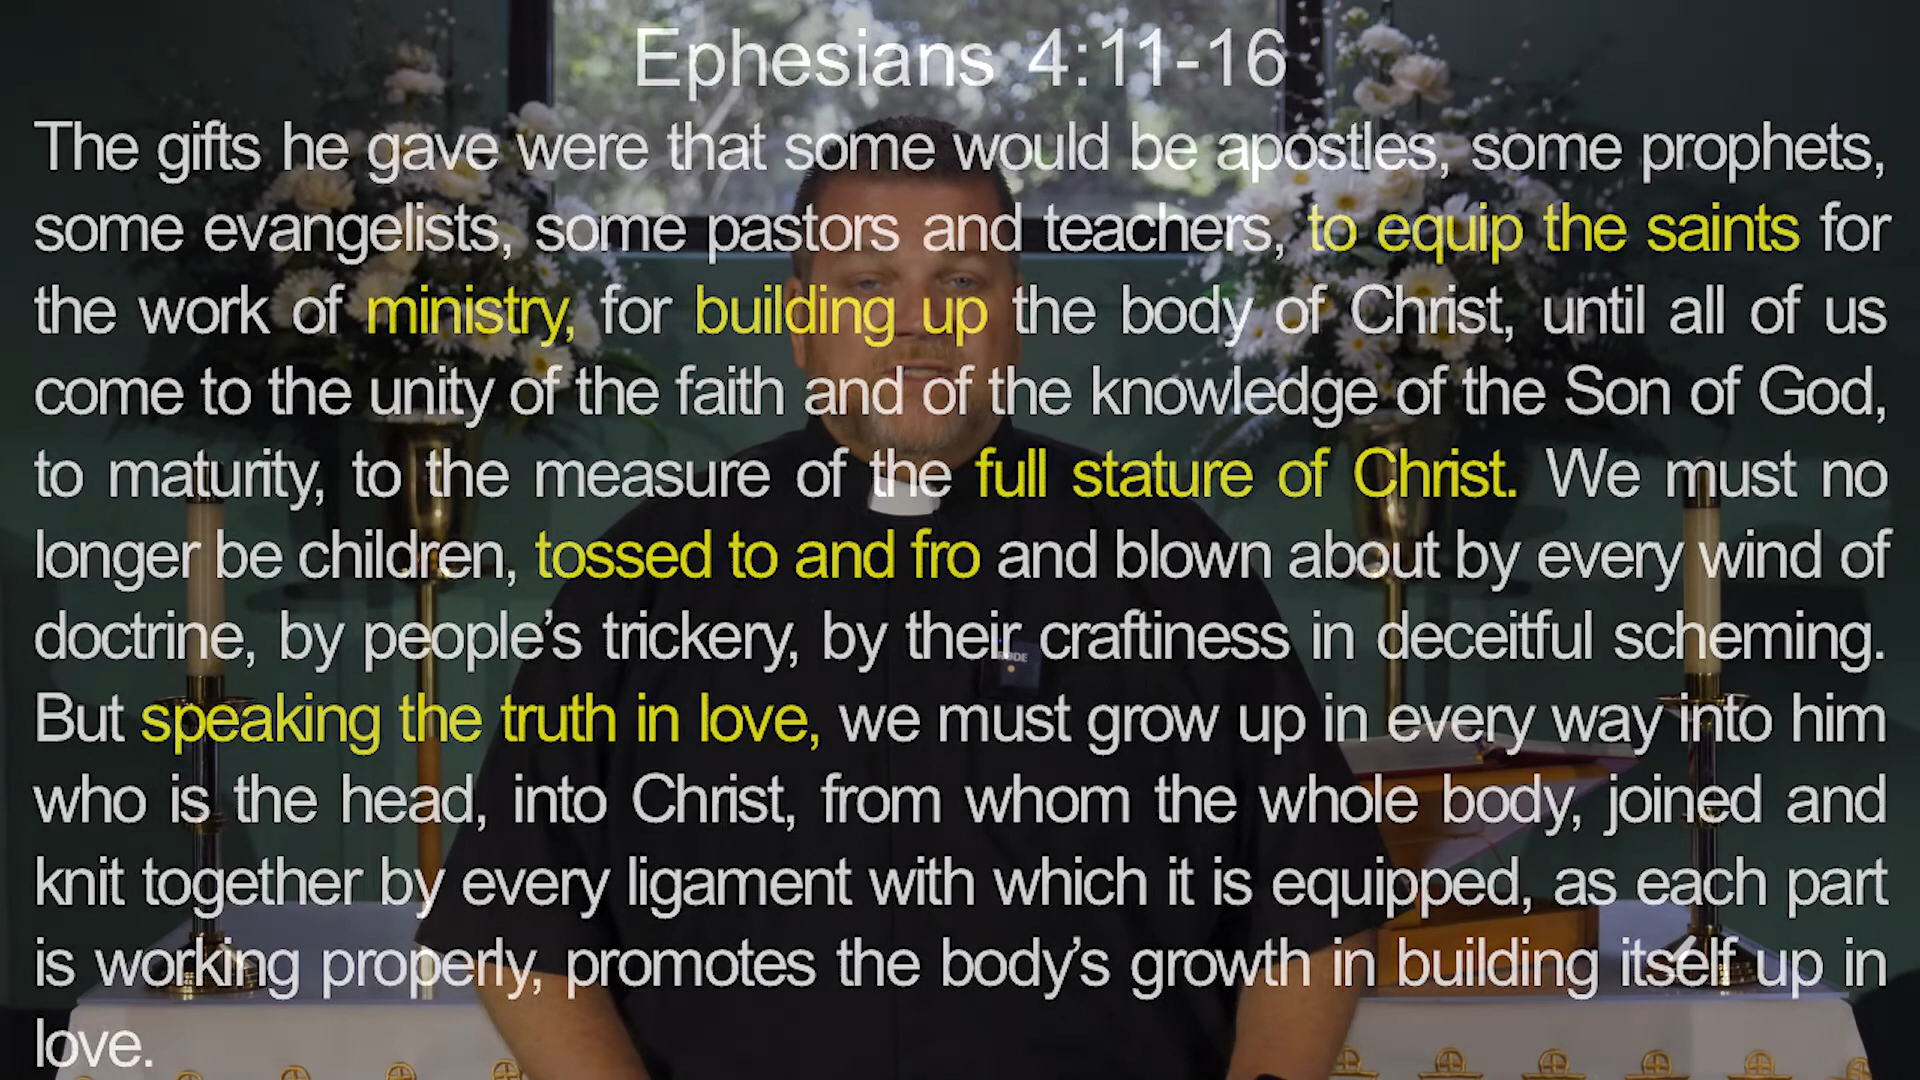 Ephesians 4:11-16
The gifts he gave were that some would be apostles, some prophets,
some evangelists, some pastors and teachers, to equip the saints for
the work of ministry, for building up the body of Christ, until all of us
come to the unity of the faith and of the knowledge of the Son of God,
to maturity, to the measure of the full stature of Christ. We must no
longer be children, tossed to and fro and blown about by every wind of
doctrine, by people’s trickery, by their craftiness in deceitful scheming.
RØDE
But speaking the truth in love, we must grow up in every way into him
who is the head, into Christ, from whom the whole body, joined and
knit together by every ligament with which it is equipped, as each part
is working properly, promotes the body’s growth in building itself up in
love.